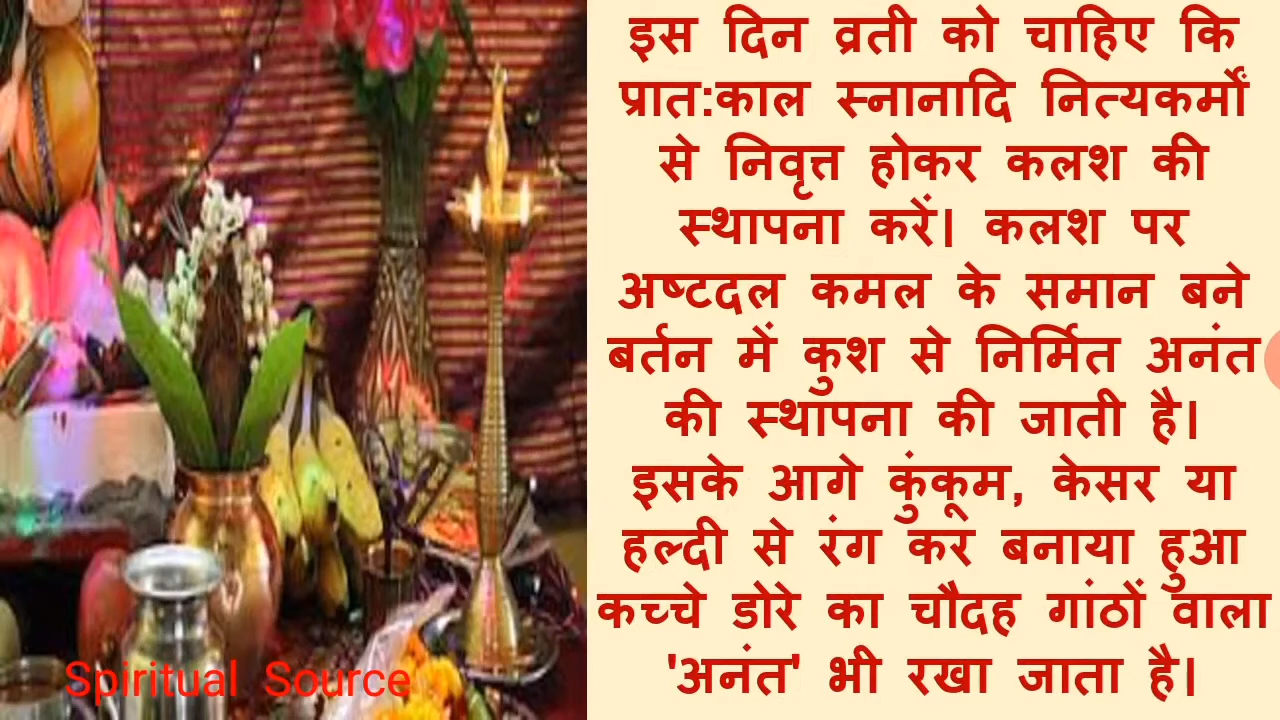 इस दिन व्रती को चाहिए कि
प्रात:काल स्नानादि नित्यकर्मों
से निवृत्त होकर कलश की
स्थापना करें। कलश पर
अष्टदल कमल के समान बने
बर्तन में कुश से निर्मित अनंत
की स्थापना की जाती है।
इसके आगे कुंकूम, केसर या
हल्दी से रंग कर बनाया हुआ
कच्चे डोरे का चौदह गांठों वाला
'अनंत' भी रखा जाता है।
Spiritual Source